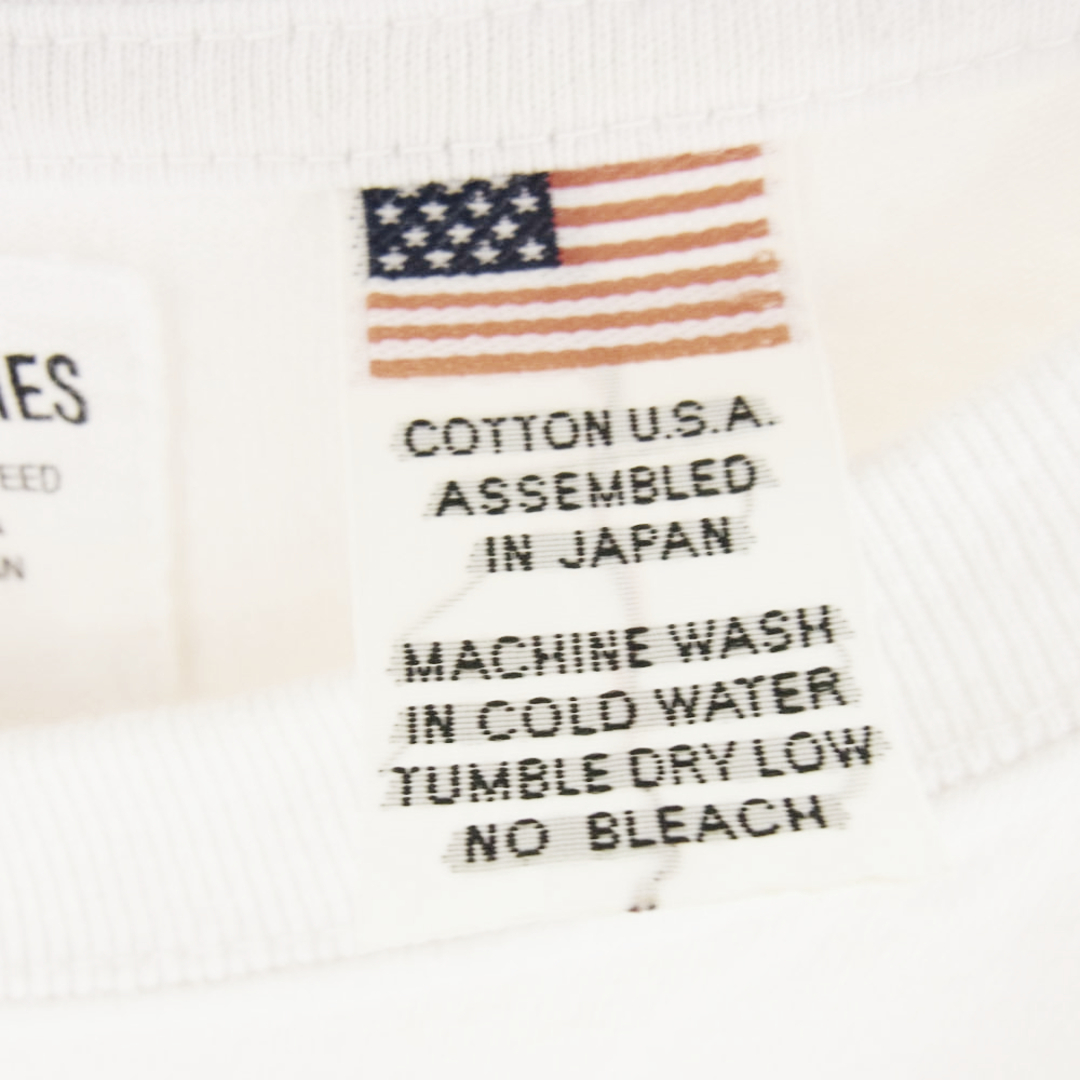 COTTON U.S.A.
ASSEMBLED
IN JAPAN
MACHINE WASH
IN COLD WATER
TUMBLE DRY LOW
NO BLEACH